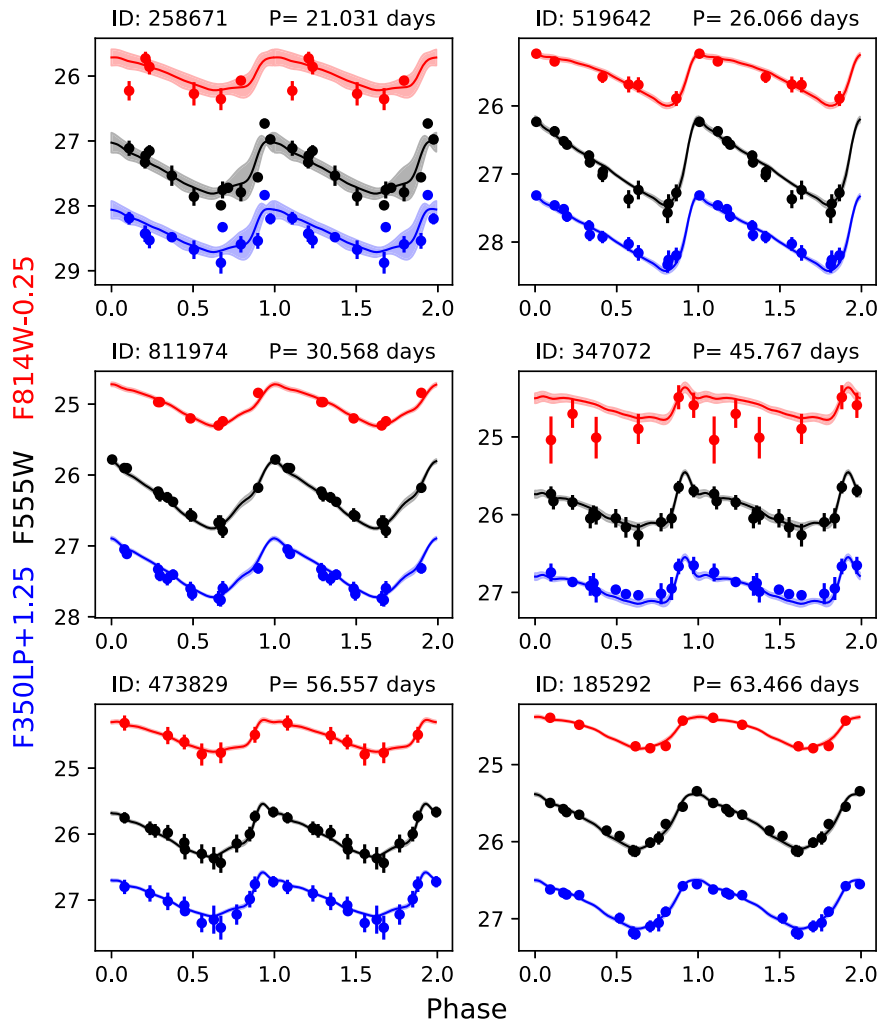 ID: 258671 P= 21.031 days
26
27
28
29
0.0 0.5 1.0 1.5 2.0
ID: 519642 P= 26.066 days
26
27
28
0.0 0.5 1.0 1.5 2.0
ID: 811974 P= 30.568 days
25
26
27
28
0.0 0.5 1.0 1.5 2.0
ID: 347072 P= 45.767 days
25
26
27
0.0 0.5 1.0 1.5 2.0
ID: 473829 P= 56.557 days
25
26
27
0.0 0.5 1.0 1.5 2.0
ID: 185292 P= 63.466 days
25
26
27
0.0 0.5 1.0 1.5 2.0
F350LP+1.25 F555W F814W-0.25
Phase